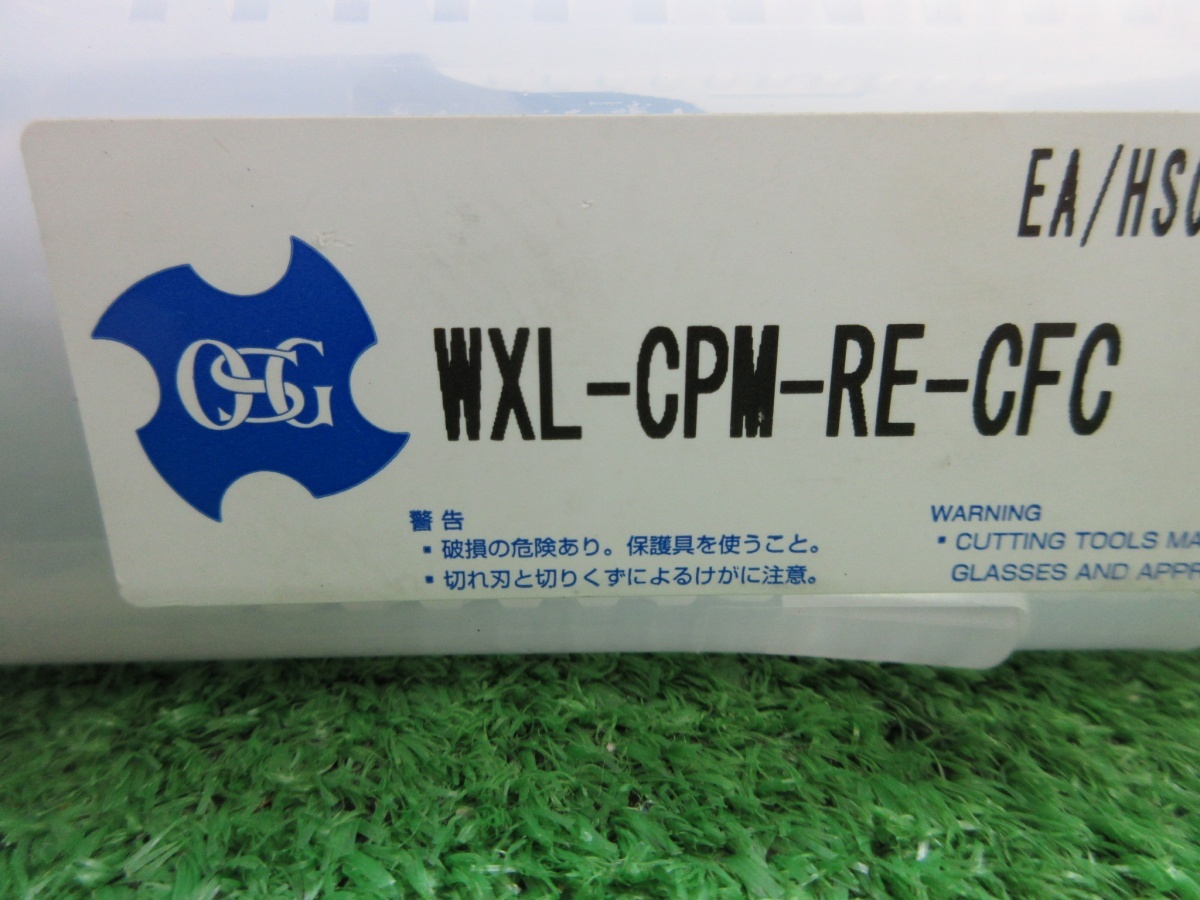 EA/HSC
OSG
WXL-CPM-RE-CFC
警告
▪ 破損の危険あり。保護具を使うこと。
▪ 切れ刃と切りくずによるけがに注意。
WARNING
▪ CUTTING TOOLS MA
GLASSES AND APPR